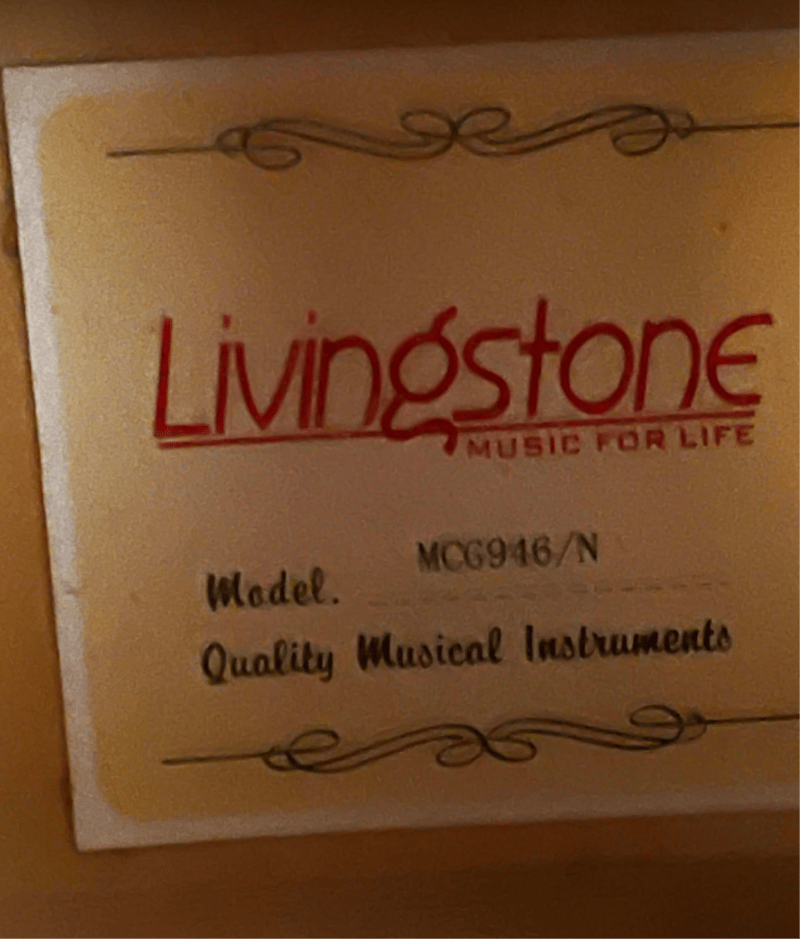 Livingstone
MUSIC FOR LIFE
MCG946/N
Model.
Quality Musical Instruments